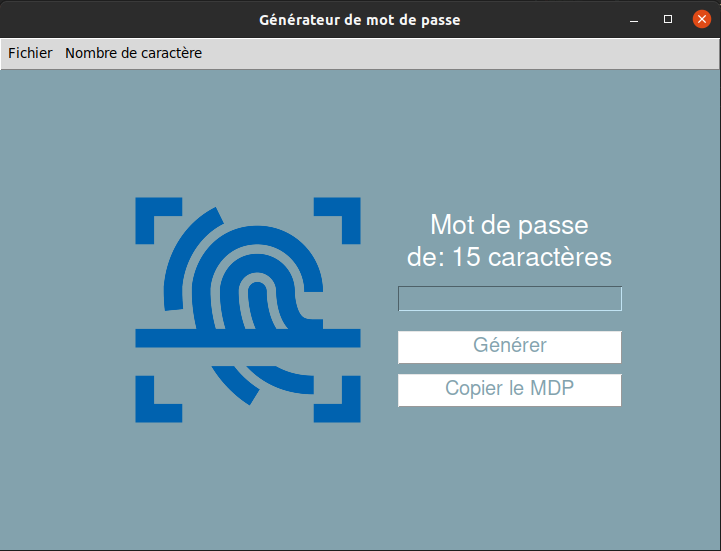 Générateur de mot de passe
Fichier Nombre de caractère
Mot de passe
de: 15 caractères
Générer
Copier le MDP